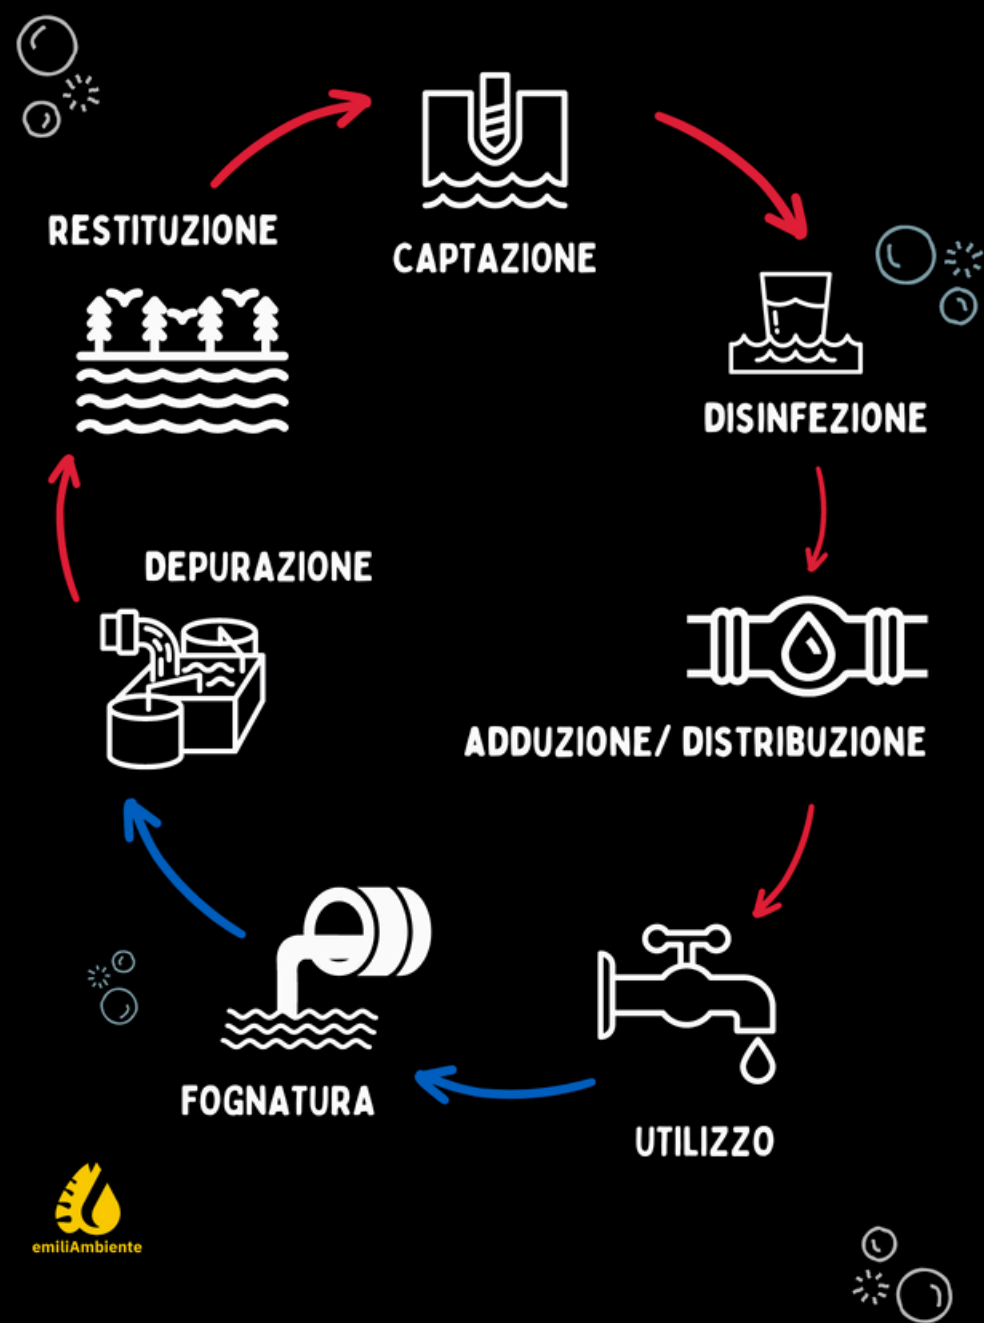 CAPTAZIONE
DISINFEZIONE
ADDUZIONE/ DISTRIBUZIONE
UTILIZZO
FOGNATURA
DEPURAZIONE
RESTITUZIONE
emiliAmbiente